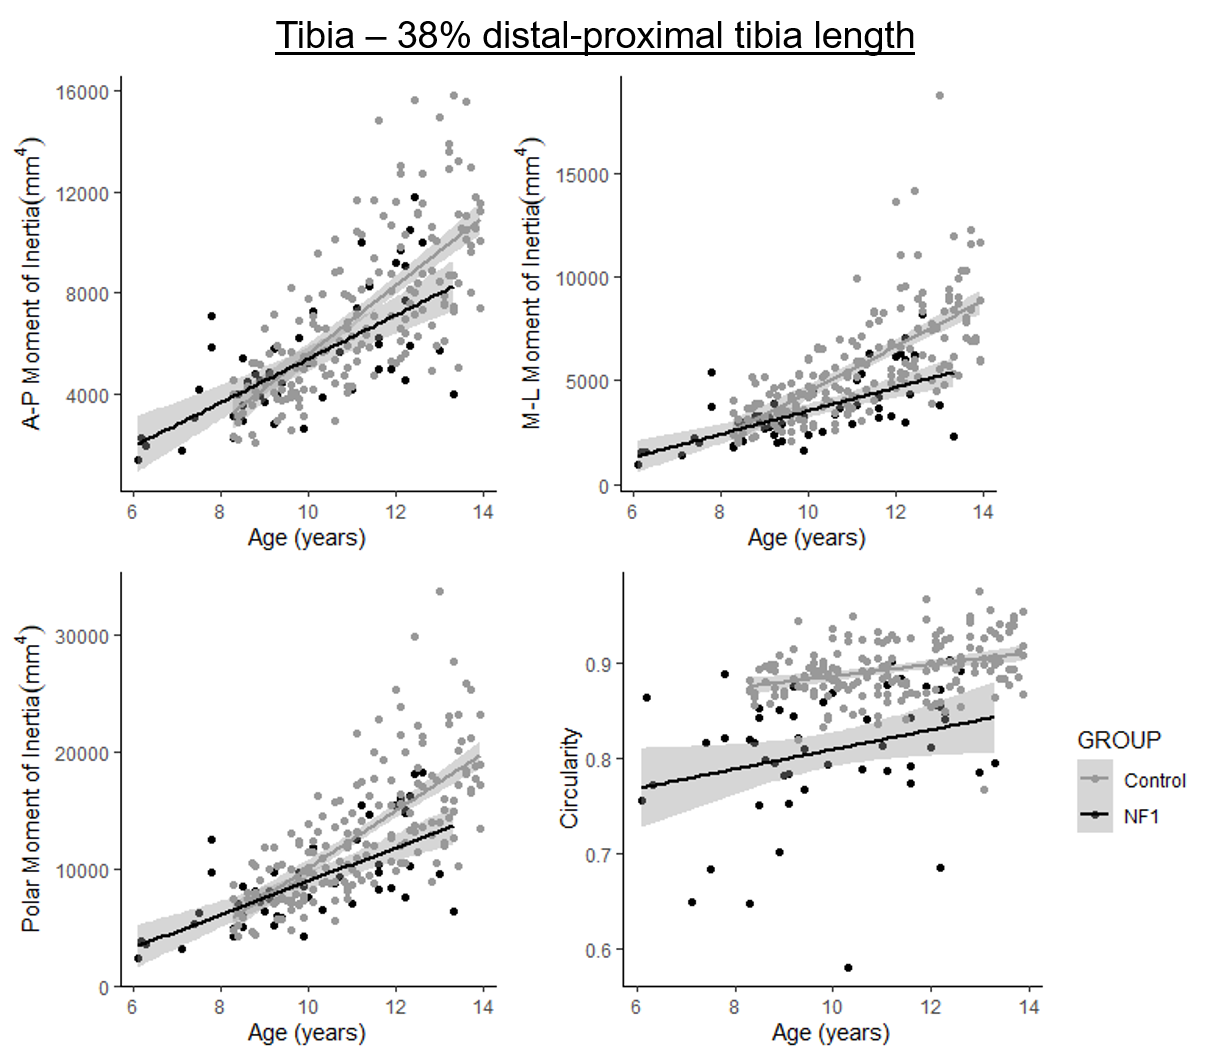 Tibia – 38% distal-proximal tibia length
A-P Moment of Inertia(mm⁴)
16000
12000
8000
4000
6 8 10 12 14
Age (years)
M-L Moment of Inertia(mm⁴)
15000
10000
5000
0
6 8 10 12 14
Age (years)
Polar Moment of Inertia(mm⁴)
30000
20000
10000
0
6 8 10 12 14
Age (years)
Circularity
0.9
0.8
0.7
0.6
6 8 10 12 14
Age (years)
GROUP
Control
NF1